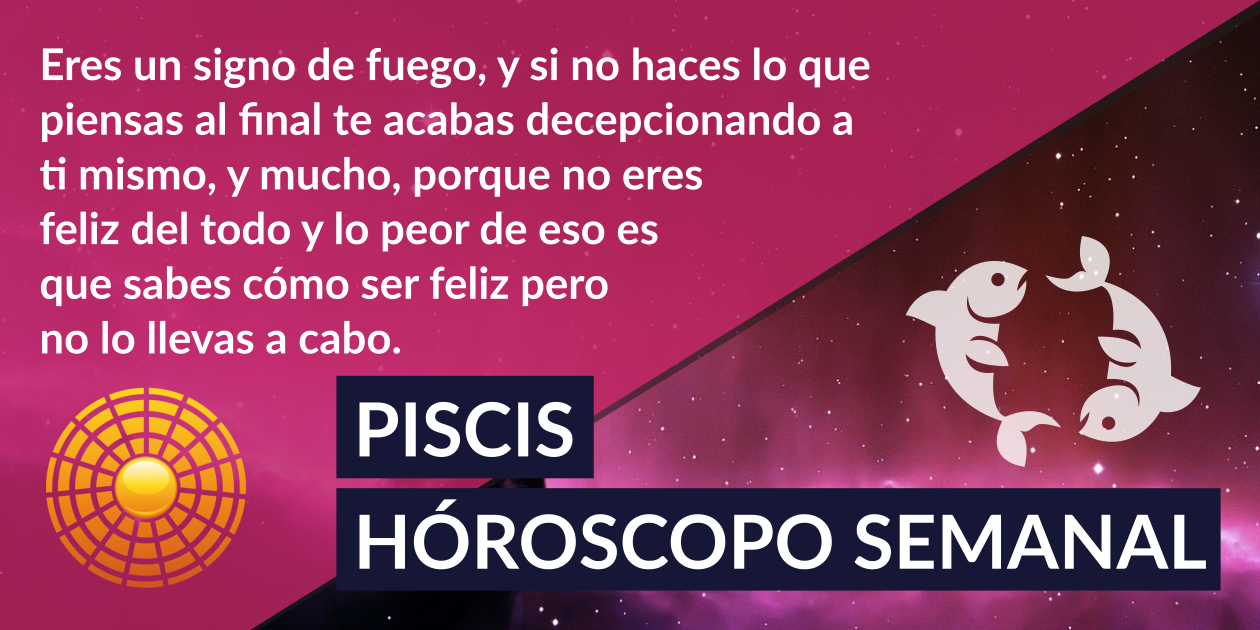 Eres un signo de fuego, y si no haces lo que
piensas al final te acabas decepcionando a
ti mismo, y mucho, porque no eres
feliz del todo y lo peor de eso es
que sabes cómo ser feliz pero
no lo llevas a cabo.
PISCIS
HÓROSCOPO SEMANAL